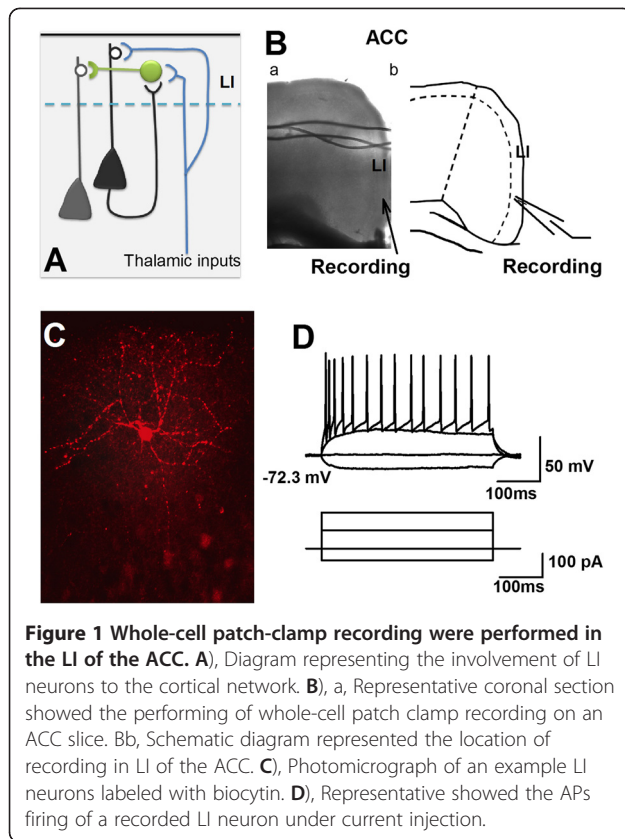 LI
A
Thalamic inputs
B
ACC
a
b
LI
LI
Recording
Recording
C
D
-72.3 mV
50 mV
100ms
100 pA
100ms
Figure 1 Whole-cell patch-clamp recording were performed in
the LI of the ACC. A), Diagram representing the involvement of LI
neurons to the cortical network. B), a, Representative coronal section
showed the performing of whole-cell patch clamp recording on an
ACC slice. Bb, Schematic diagram represented the location of
recording in LI of the ACC. C), Photomicrograph of an example LI
neurons labeled with biocytin. D), Representative showed the APs
firing of a recorded LI neuron under current injection.